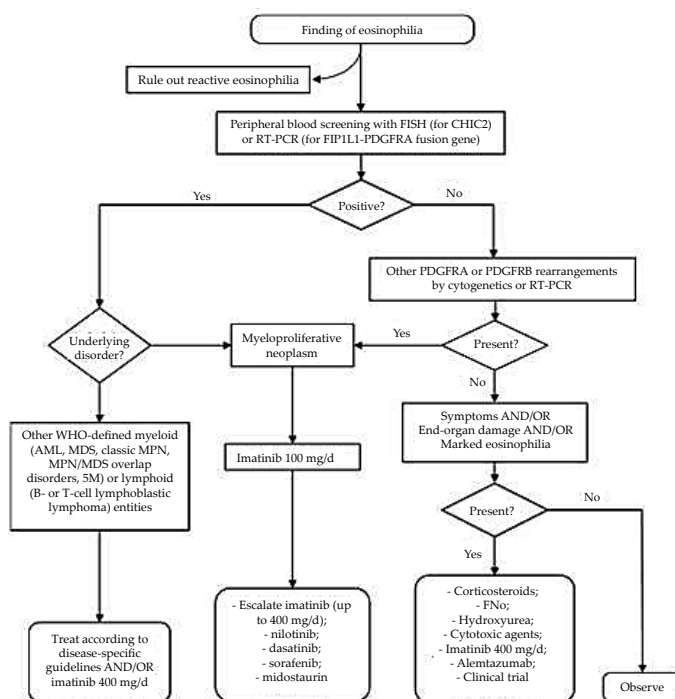 Finding of eosinophilia
Rule out reactive eosinophilia
Peripheral blood screening with FISH (for CHIC2)
or RT-PCR (for FIP1L1-PDGFRA fusion gene)
Yes
Positive?
No
Other PDGFRA or PDGFRB rearrangements
by cytogenetics or RT-PCR
Underlying
disorder?
Myeloproliferative
neoplasm
Yes
Present?
No
Other WHO-defined myeloid
(AML, MDS, classic MPN,
MPN/MDS overlap
disorders, 5M) or lymphoid
(B- or T-cell lymphoblastic
lymphoma) entities
Imatinib 100 mg/d
Symptoms AND/OR
End-organ damage AND/OR
Marked eosinophilia
Present?
No
Yes
Treat according to
disease-specific
guidelines AND/OR
imatinib 400 mg/d
- Escalate imatinib (up
to 400 mg/d);
- nilotinib;
- dasatinib;
- sorafenib;
- midostaurin
- Corticosteroids;
- FNo;
- Hydroxyurea;
- Cytotoxic agents;
- Imatinib 400 mg/d;
- Alemtazumab;
- Clinical trial
Observe